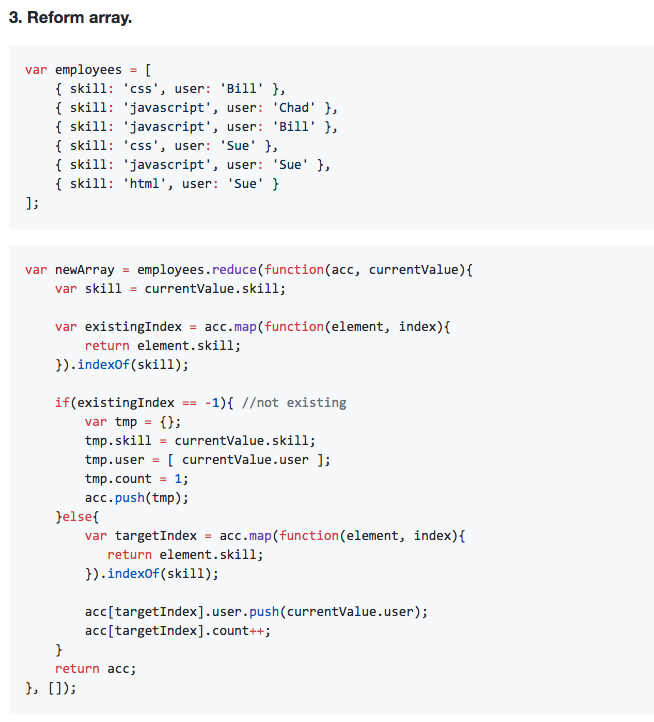 3. Reform array.
var employees = [
    { skill: 'css', user: 'Bill' },
    { skill: 'javascript', user: 'Chad' },
    { skill: 'javascript', user: 'Bill' },
    { skill: 'css', user: 'Sue' },
    { skill: 'javascript', user: 'Sue' },
    { skill: 'html', user: 'Sue' }
];
var newArray = employees.reduce(function(acc, currentValue){
    var skill = currentValue.skill;
    var existingIndex = acc.map(function(element, index){
        return element.skill;
    }).indexOf(skill);
    if(existingIndex == -1){ //not existing
        var tmp = {};
        tmp.skill = currentValue.skill;
        tmp.user = [ currentValue.user ];
        tmp.count = 1;
        acc.push(tmp);
    }else{
        var targetIndex = acc.map(function(element, index){
           return element.skill;
        }).indexOf(skill);
        acc[targetIndex].user.push(currentValue.user);
        acc[targetIndex].count++;
    }
    return acc;
}, []);